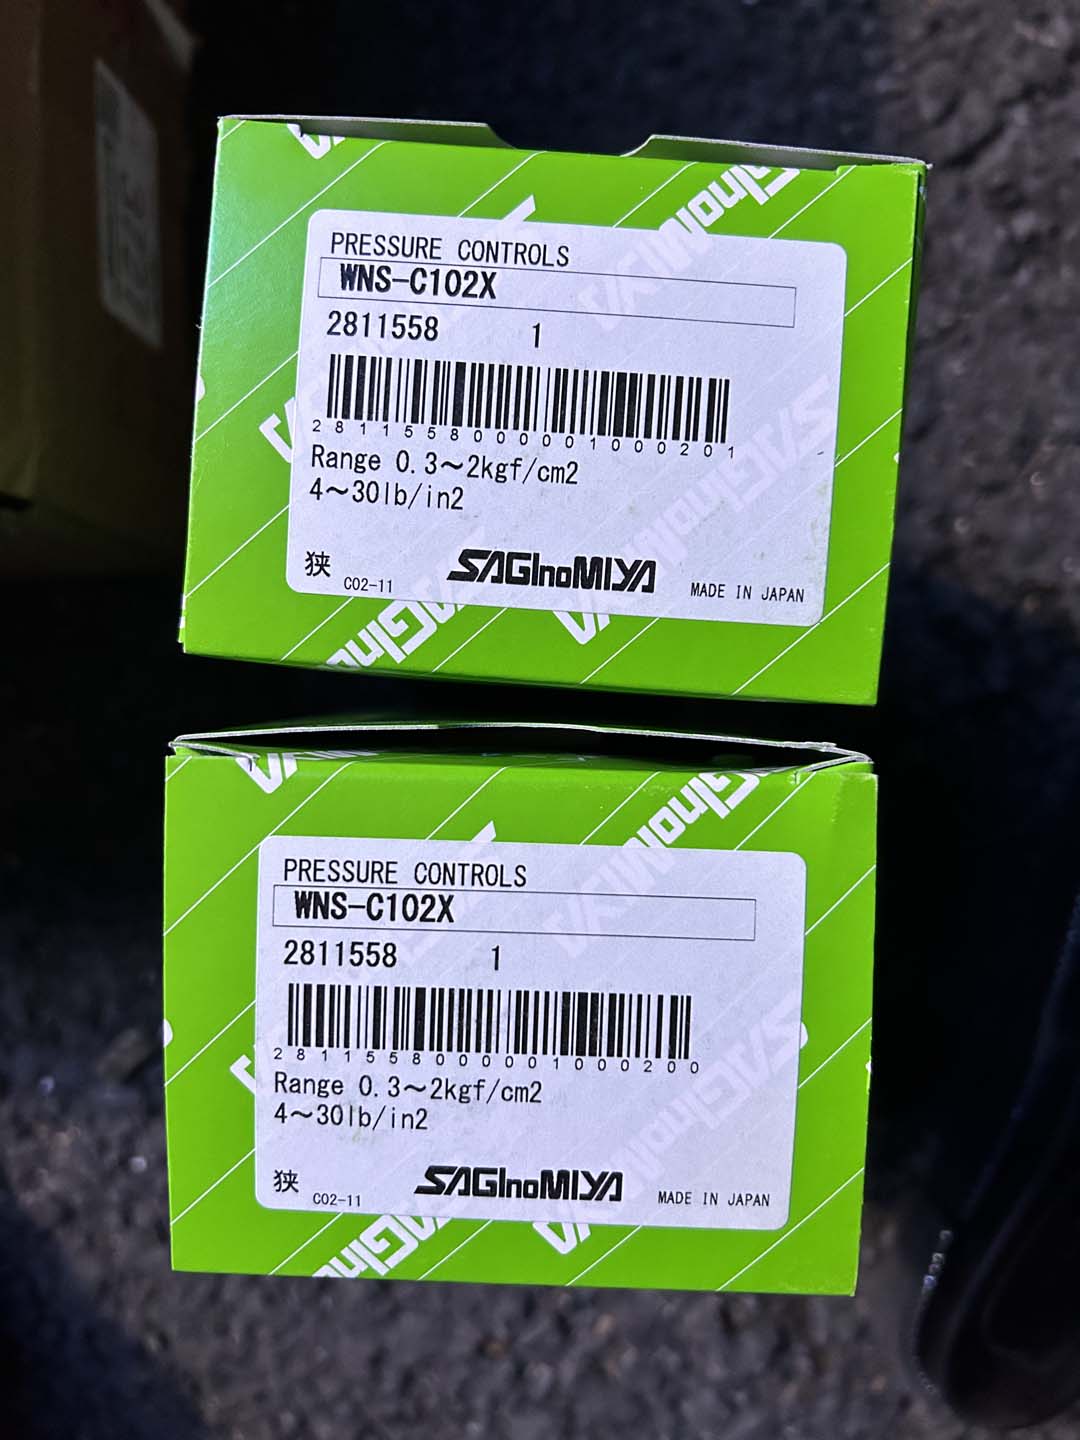 PRESSURE CONTROLS
WNS-C102X
2811558 1
28115580000010002 01
Range 0.3～2kgf/cm2
4～30lb/in2
狭 C02-11 SAGInoMIYA MADE IN JAPAN
PRESSURE CONTROLS
WNS-C102X
2811558 1
2811558000001000200
Range 0.3～2kgf/cm2
4～30lb/in2
狭 C02-11 SAGInoMIYA MADE IN JAPAN